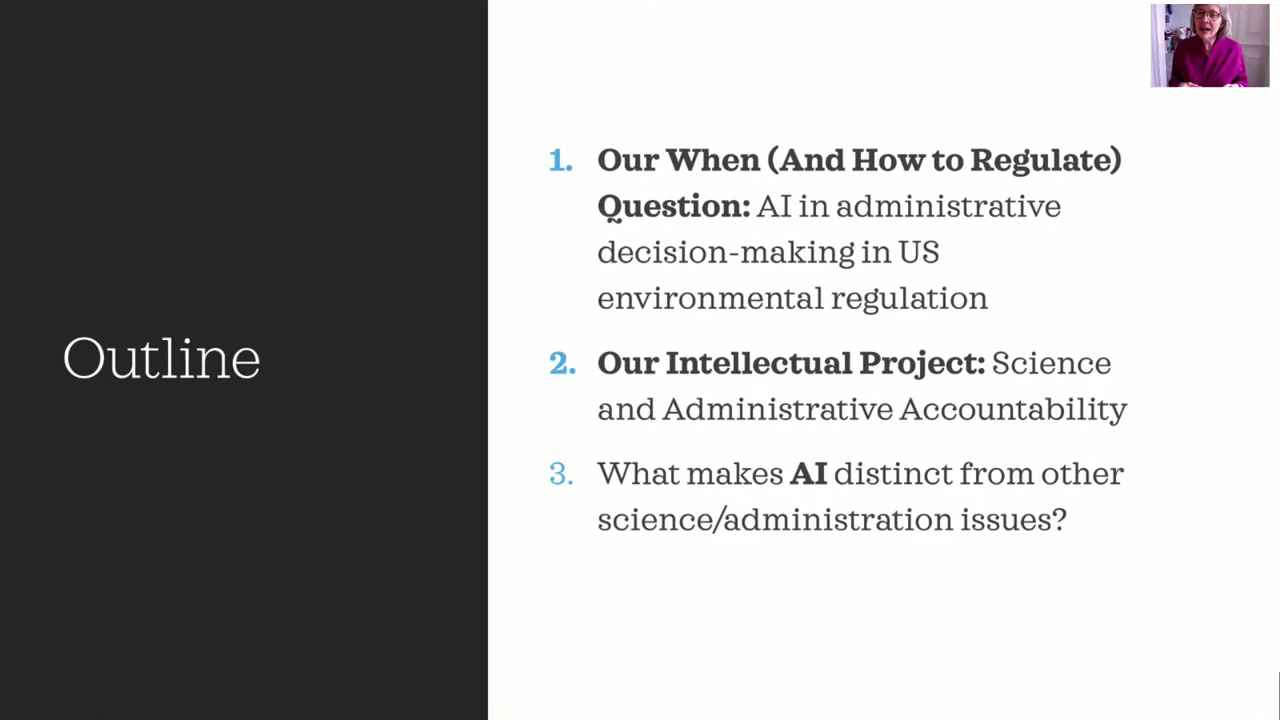 Outline
1. Our When (And How to Regulate)
Question: AI in administrative
decision-making in US
environmental regulation
2. Our Intellectual Project: Science
and Administrative Accountability
3. What makes AI distinct from other
science/administration issues?